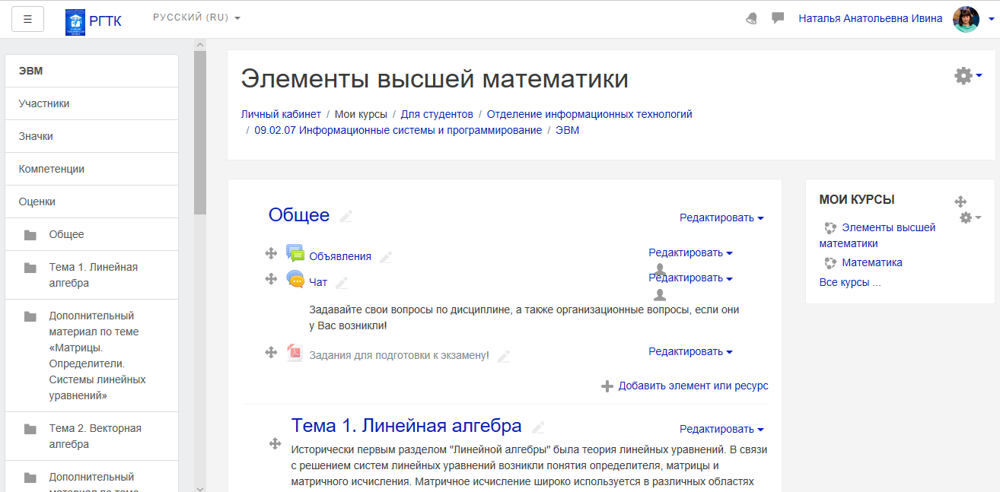 РГТК
РУССКИЙ (RU)
Наталья Анатольевна Ивина
ЭВМ
Участники
Значки
Компетенции
Оценки
Общее
Тема 1. Линейная
алгебра
Дополнительный
материал по теме
«Матрицы.
Определители.
Системы линейных
уравнений»
Тема 2. Векторная
алгебра
Дополнительный
материал по теме
Элементы высшей математики
Личный кабинет / Мои курсы / Для студентов / Отделение информационных технологий
/ 09.02.07 Информационные системы и программирование / ЭВМ
Общее
Редактировать
Объявления
Редактировать
Чат
Редактировать
Задавайте свои вопросы по дисциплине, а также организационные вопросы, если они
у Вас возникли!
Задания для подготовки к экзамену!
Редактировать
Добавить элемент или ресурс
Тема 1. Линейная алгебра
Редактировать
Исторически первым разделом "Линейной алгебры" была теория линейных уравнений. В связи
с решением систем линейных уравнений возникли понятия определителя, матрицы и
матричного исчисления. Матричное исчисление широко используется в различных областях
МОИ КУРСЫ
Элементы высшей
математики
Математика
Все курсы ...